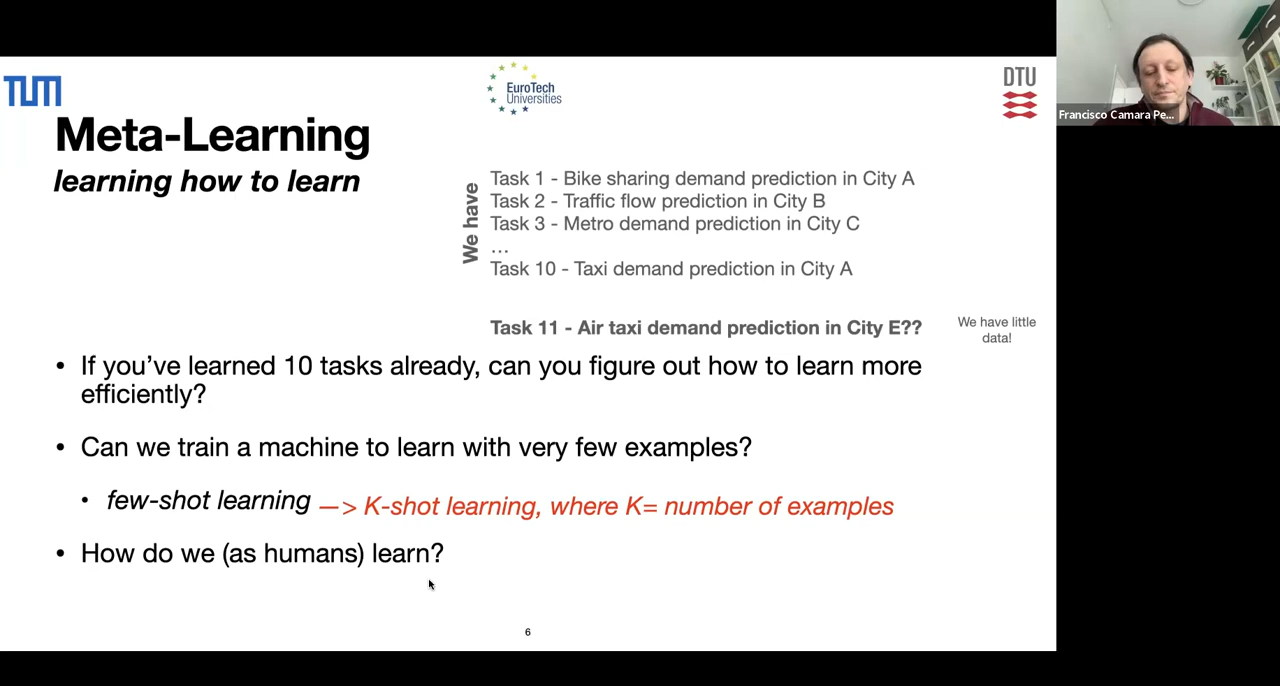 TUM
EuroTech
Universities
DTU
Francisco Camara Pe...
Meta-Learning
learning how to learn
We have
Task 1 - Bike sharing demand prediction in City A
Task 2 - Traffic flow prediction in City B
Task 3 - Metro demand prediction in City C
…
Task 10 - Taxi demand prediction in City A
Task 11 - Air taxi demand prediction in City E??
We have little
data!
• If you’ve learned 10 tasks already, can you figure out how to learn more
efficiently?
• Can we train a machine to learn with very few examples?
• few-shot learning —> K-shot learning, where K= number of examples
• How do we (as humans) learn?
6